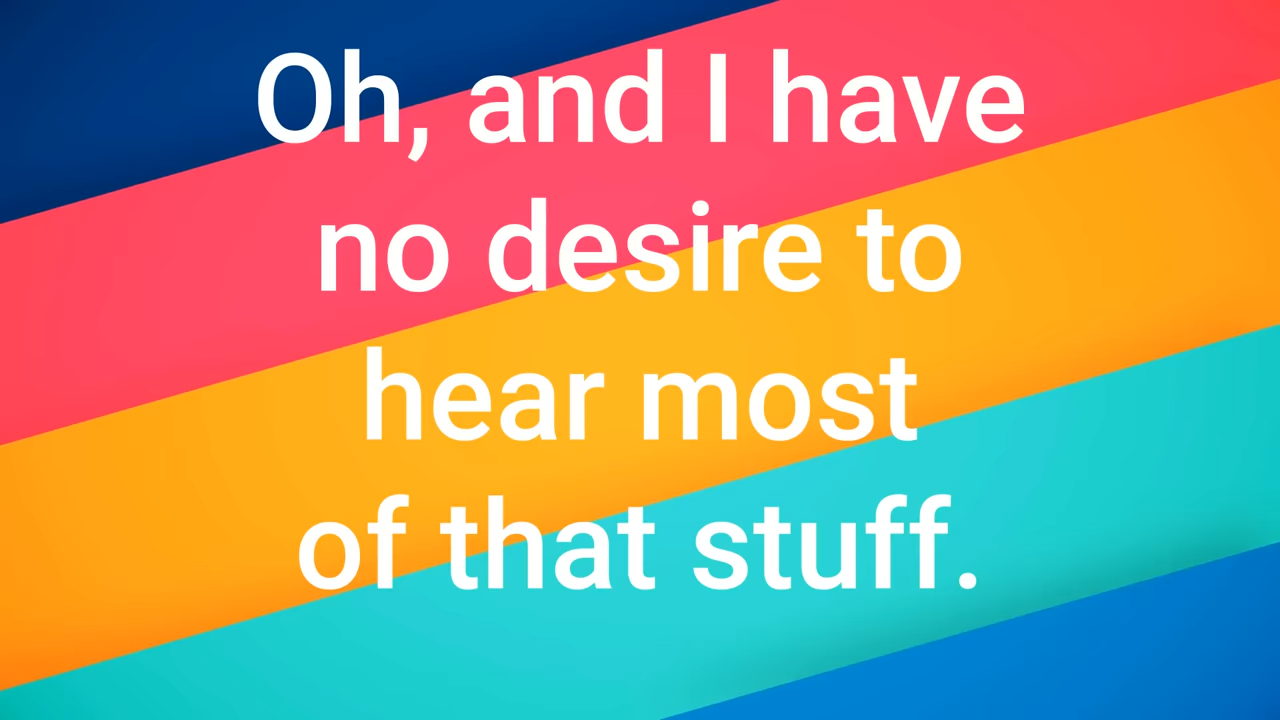 Oh, and I have
no desire to
hear most
of that stuff.